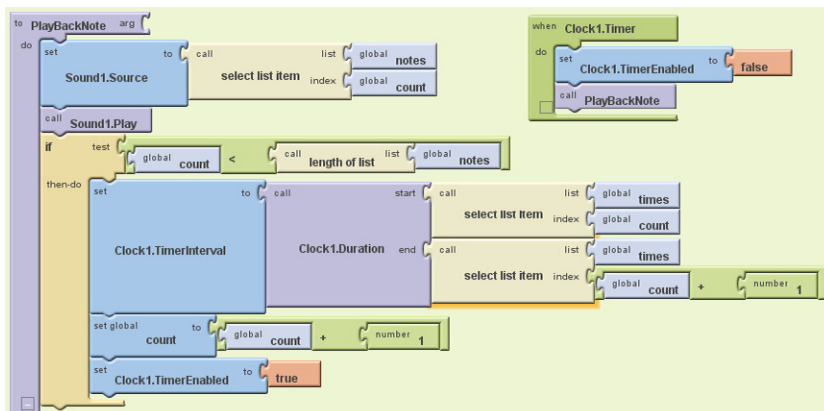 to PlayBackNote arg
do set Sound1.Source to call select list item list global notes
index global count
call Sound1.Play
if test global count < call length of list list global notes
then-do set Clock1.TimerInterval to call Clock1.Duration start call select list item list global times
index global count
end call select list item list global times
index global count + number 1
set global count to global count + number 1
set Clock1.TimerEnabled to true
when Clock1.Timer
do set Clock1.TimerEnabled to false
call PlayBackNote